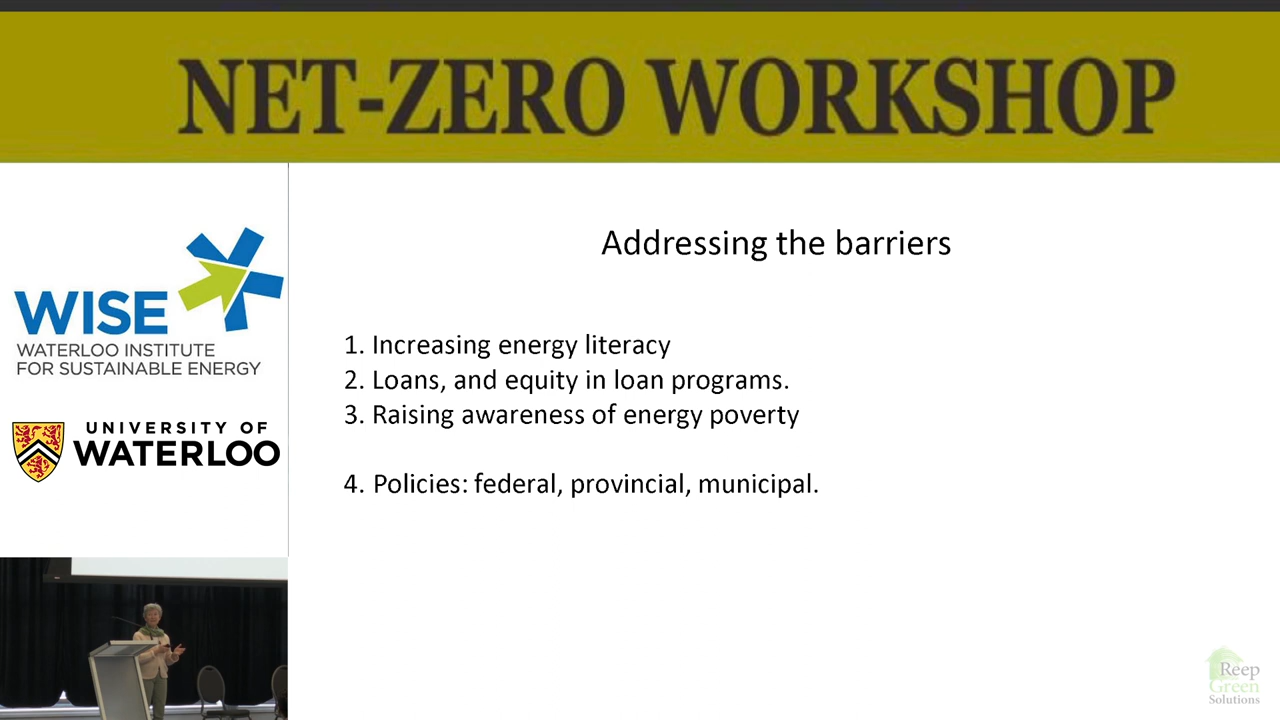 NET-ZERO WORKSHOP
WISE
WATERLOO INSTITUTE
FOR SUSTAINABLE ENERGY
UNIVERSITY OF
WATERLOO
Addressing the barriers
1. Increasing energy literacy
2. Loans, and equity in loan programs.
3. Raising awareness of energy poverty
4. Policies: federal, provincial, municipal.
Reep
Green
Solutions